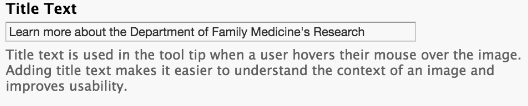 Title Text
Learn more about the Department of Family Medicine's Research
Title text is used in the tool tip when a user hovers their mouse over the image.
Adding title text makes it easier to understand the context of an image and
improves usability.